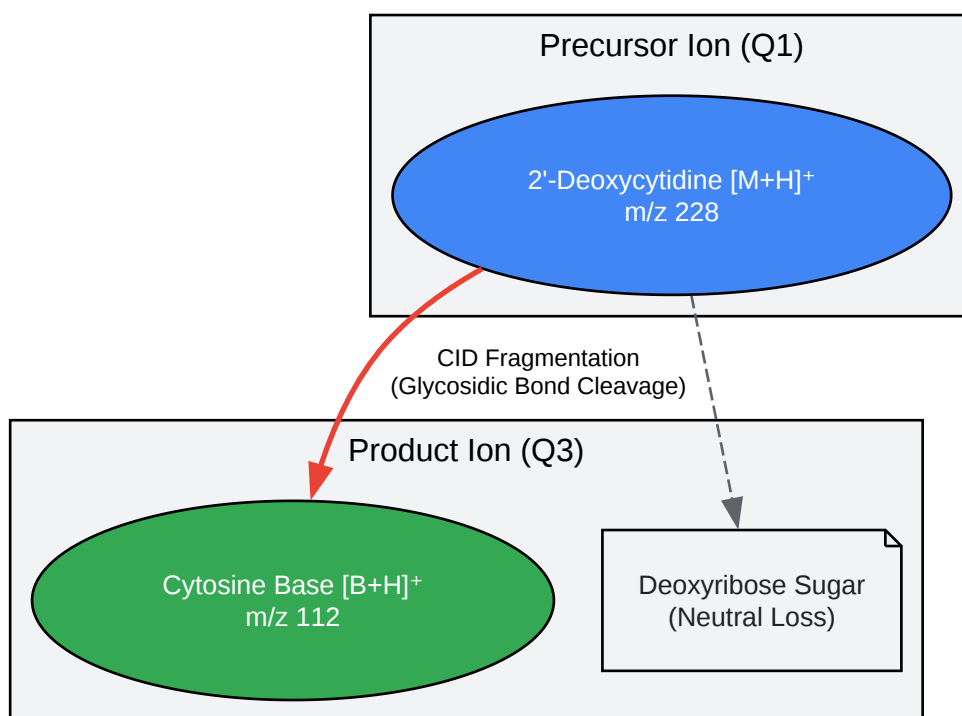 Precursor Ion (Q1)
2'-Deoxycytidine [M+H]⁺
m/z 228
CID Fragmentation
(Glycosidic Bond Cleavage)
Product Ion (Q3)
Cytosine Base [B+H]⁺
m/z 112
Deoxyribose Sugar
(Neutral Loss)